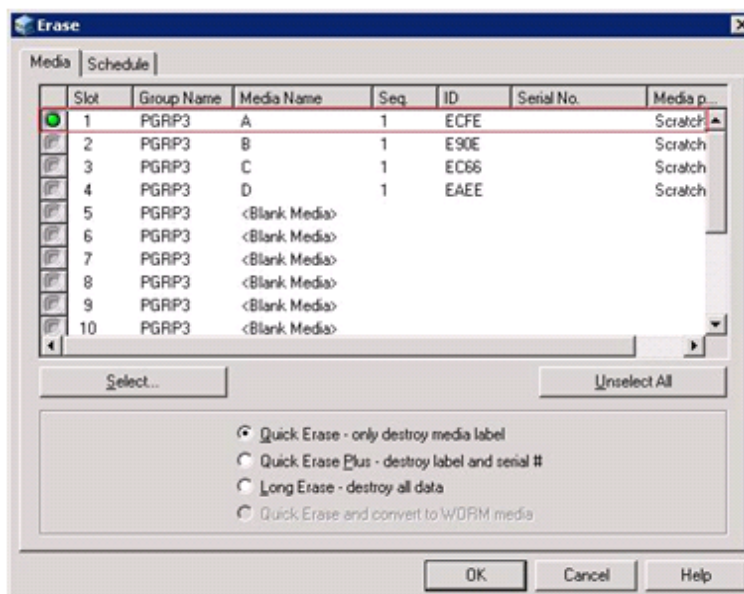 Erase
Media Schedule
Slot Group Name Media Name Seq. ID Serial No. Media p...
1 PGRP3 A 1 ECFE Scratch
2 PGRP3 B 1 E90E Scratch
3 PGRP3 C 1 EC66 Scratch
4 PGRP3 D 1 EAEE Scratch
5 PGRP3 <Blank Media>
6 PGRP3 <Blank Media>
7 PGRP3 <Blank Media>
8 PGRP3 <Blank Media>
9 PGRP3 <Blank Media>
10 PGRP3 <Blank Media>
Select... Unselect All
Quick Erase - only destroy media label
Quick Erase Plus - destroy label and serial #
Long Erase - destroy all data
Quick Erase and convert to WORM media
OK Cancel Help